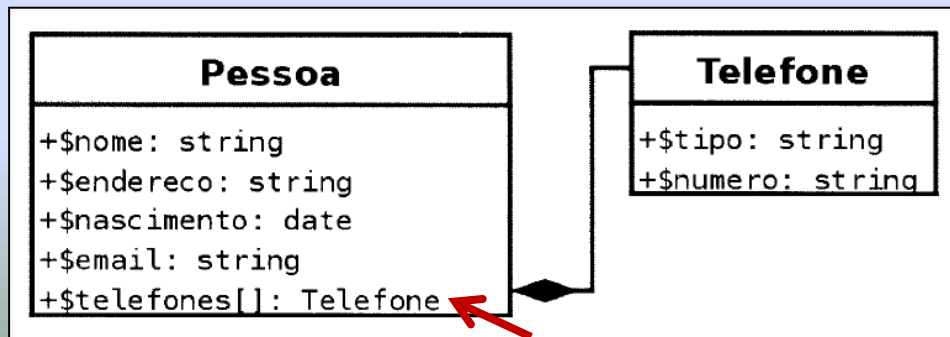 Pessoa
+$nome: string
+$endereco: string
+$nascimento: date
+$email: string
+$telefones[]: Telefone
Telefone
+$tipo: string
+$numero: string